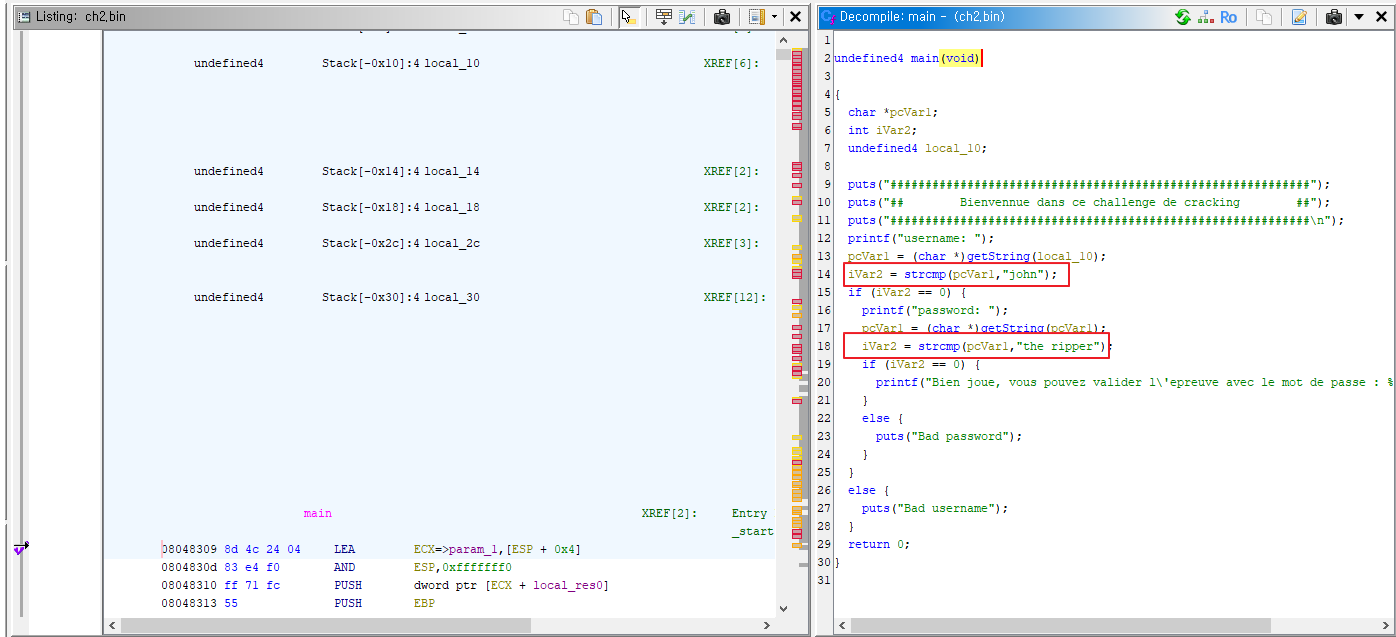 Listing: ch2.bin
undefined4 Stack[-0x10]:4 local_10 XREF[6]:
undefined4 Stack[-0x14]:4 local_14 XREF[2]:
undefined4 Stack[-0x18]:4 local_18 XREF[2]:
undefined4 Stack[-0x2c]:4 local_2c XREF[3]:
undefined4 Stack[-0x30]:4 local_30 XREF[12]:
main XREF[2]: Entry
_start
08048309 8d 4c 24 04 LEA ECX=>param_1,[ESP + 0x4]
0804830d 83 e4 f0 AND ESP,0xfffffff0
08048310 ff 71 fc PUSH dword ptr [ECX + local_res0]
08048313 55 PUSH EBP
Decompile: main - (ch2.bin)
Ro
1
2 undefined4 main(void)
3
4 {
5 char *pcVar1;
6 int iVar2;
7 undefined4 local_10;
8
9 puts("############################################################");
10 puts("## Bienvennue dans ce challenge de cracking ##");
11 puts("############################################################\n");
12 printf("username: ");
13 pcVar1 = (char *)getString(local_10);
14 iVar2 = strcmp(pcVar1,"john");
15 if (iVar2 == 0) {
16 printf("password: ");
17 pcVar1 = (char *)getString(pcVar1);
18 iVar2 = strcmp(pcVar1,"the ripper");
19 if (iVar2 == 0) {
20 printf("Bien joue, vous pouvez valider l\'epreuve avec le mot de passe : %
21 }
22 else {
23 puts("Bad password");
24 }
25 }
26 else {
27 puts("Bad username");
28 }
29 return 0;
30 }
31